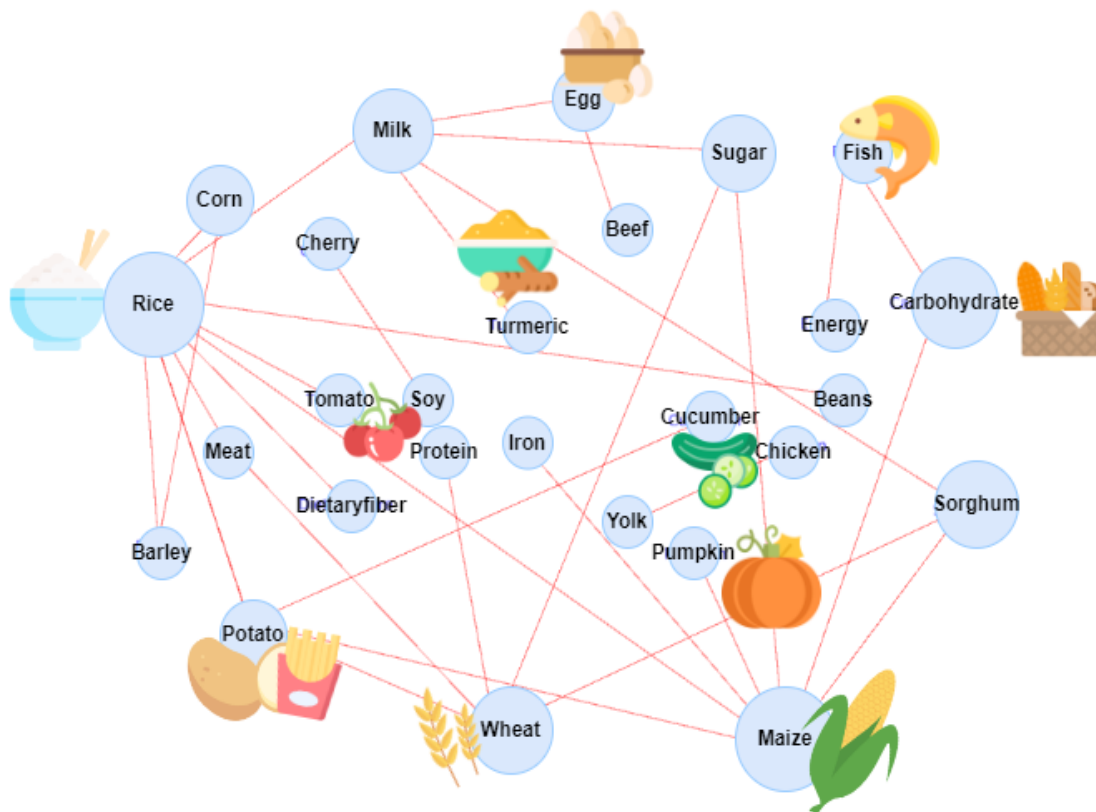 Egg
Milk
Sugar
Fish
Corn
Beef
Cherry
Rice
Carbohydrate
Turmeric
Energy
Tomato
Soy
Beans
Cucumber
Meat
Protein
Iron
Chicken
Dietaryfiber
Yolk
Sorghum
Barley
Pumpkin
Potato
Wheat
Maize